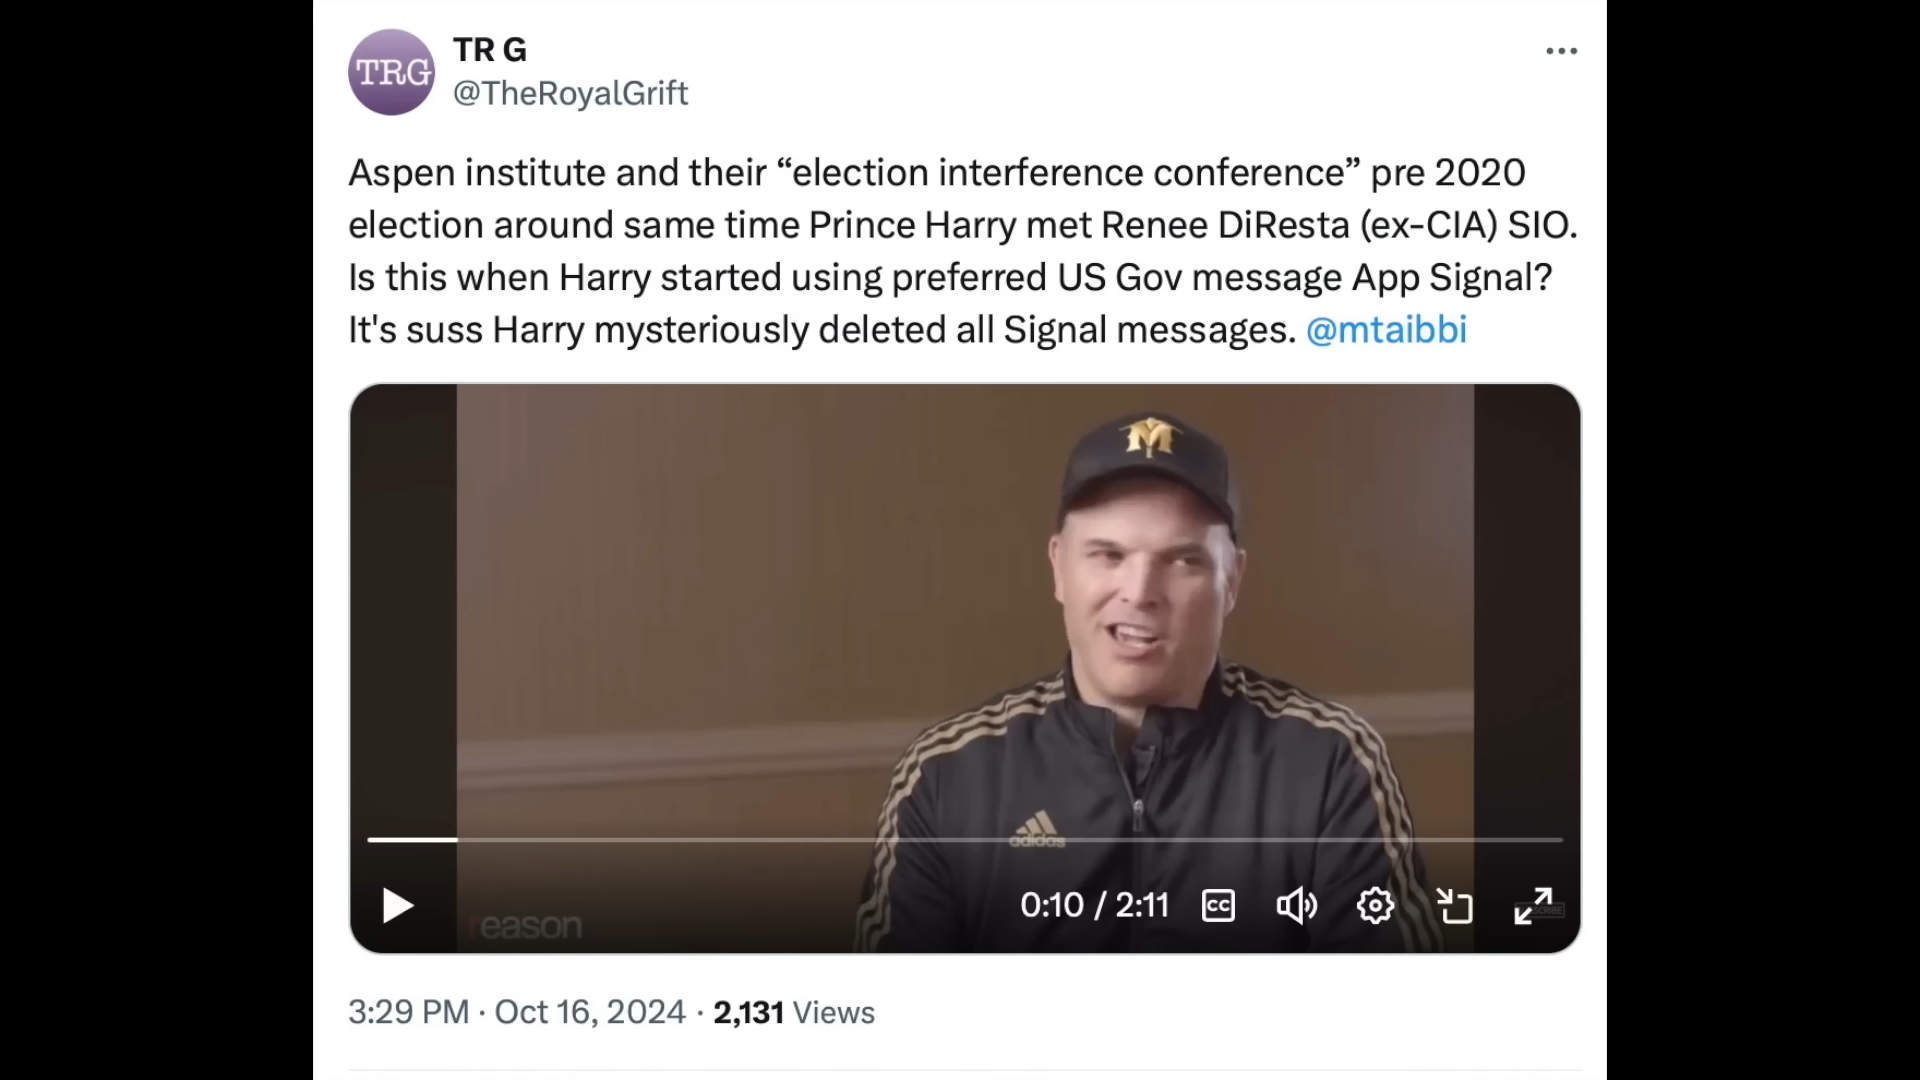 TRG
TR G
@TheRoyalGrift
Aspen institute and their “election interference conference” pre 2020
election around same time Prince Harry met Renee DiResta (ex-CIA) SIO.
Is this when Harry started using preferred US Gov message App Signal?
It's suss Harry mysteriously deleted all Signal messages. @mtaibbi
M
adidas
0:10 / 2:11
CC
reason
3:29 PM · Oct 16, 2024 · 2,131 Views